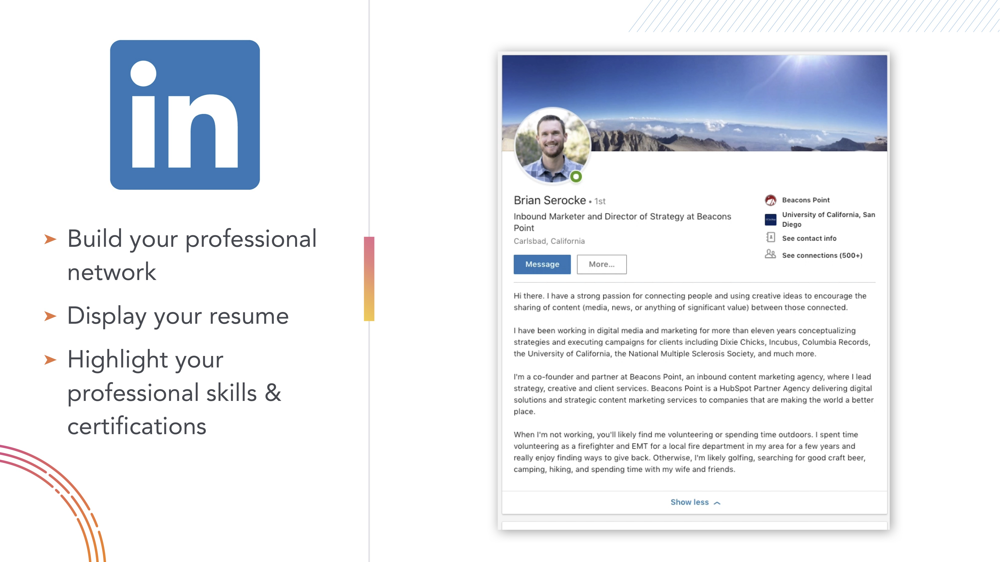 in
Build your professional
network
Display your resume
Highlight your
professional skills &
certifications
Brian Serocke • 1st
Inbound Marketer and Director of Strategy at Beacons
Point
Carlsbad, California
Message
More...
Beacons Point
University of California, San
Diego
See contact info
See connections (500+)
Hi there. I have a strong passion for connecting people and using creative ideas to encourage the
sharing of content (media, news, or anything of significant value) between those connected.
I have been working in digital media and marketing for more than eleven years conceptualizing
strategies and executing campaigns for clients including Dixie Chicks, Incubus, Columbia Records,
the University of California, the National Multiple Sclerosis Society, and much more.
I'm a co-founder and partner at Beacons Point, an inbound content marketing agency, where I lead
strategy, creative and client services. Beacons Point is a HubSpot Partner Agency delivering digital
solutions and strategic content marketing services to companies that are making the world a better
place.
When I'm not working, you'll likely find me volunteering or spending time outdoors. I spent time
volunteering as a firefighter and EMT for a local fire department in my area for a few years and
really enjoy finding ways to give back. Otherwise, I'm likely golfing, searching for good craft beer,
camping, hiking, and spending time with my wife and friends.
Show less